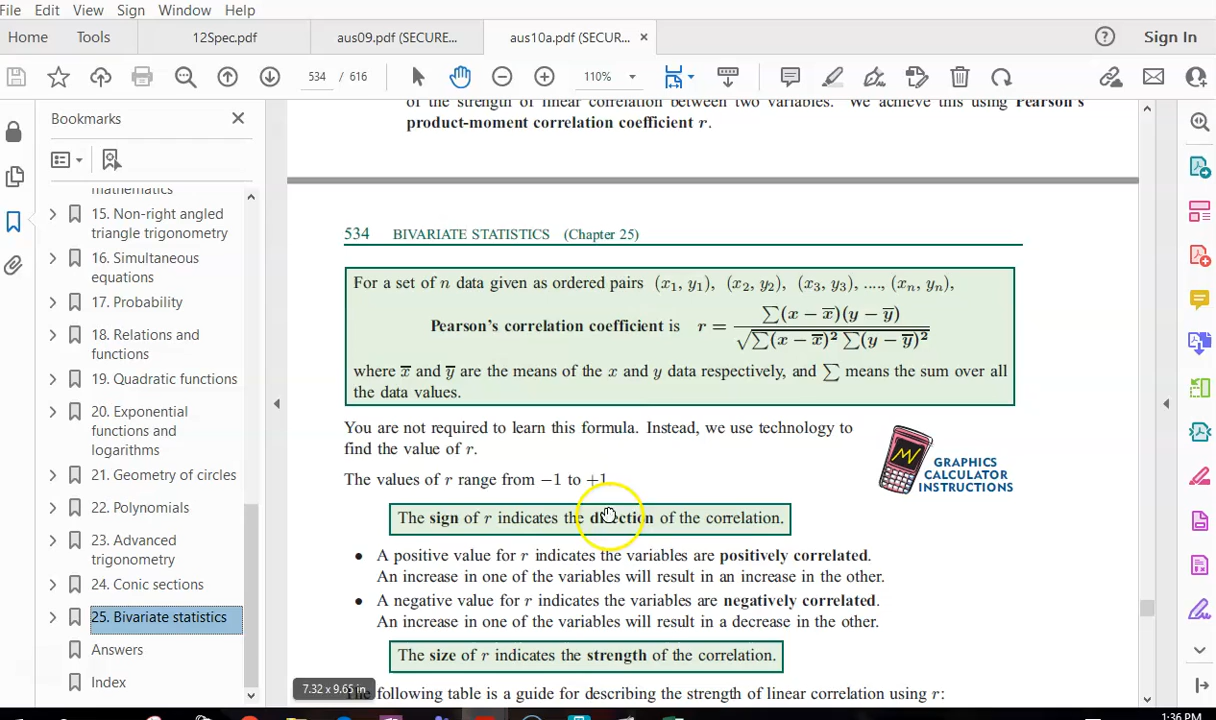 File Edit View Sign Window Help
Home Tools 12Spec.pdf aus09.pdf (SECURE... aus10a.pdf (SECUR... × Sign In
534 / 616 110%
Bookmarks
mathematics
15. Non-right angled
triangle trigonometry
16. Simultaneous
equations
17. Probability
18. Relations and
functions
19. Quadratic functions
20. Exponential
functions and
logarithms
21. Geometry of circles
22. Polynomials
23. Advanced
trigonometry
24. Conic sections
25. Bivariate statistics
Answers
Index
of the strength of linear correlation between two variables. We achieve this using Pearson's
product-moment correlation coefficient r.
534 BIVARIATE STATISTICS (Chapter 25)
For a set of n data given as ordered pairs (x₁, y₁), (x₂, y₂), (x₃, y₃), ...., (xₙ, yₙ),
Pearson's correlation coefficient is r = ∑(x − x̅)(y − y̅) / √∑(x − x̅)² ∑(y − y̅)²
where x̅ and y̅ are the means of the x and y data respectively, and ∑ means the sum over all
the data values.
You are not required to learn this formula. Instead, we use technology to
find the value of r.
GRAPHICS
CALCULATOR
INSTRUCTIONS
The values of r range from −1 to +1
The sign of r indicates the direction of the correlation.
• A positive value for r indicates the variables are positively correlated.
An increase in one of the variables will result in an increase in the other.
• A negative value for r indicates the variables are negatively correlated.
An increase in one of the variables will result in a decrease in the other.
The size of r indicates the strength of the correlation.
7.32 x 9.65 in
following table is a guide for describing the strength of linear correlation using r:
1:36 PM